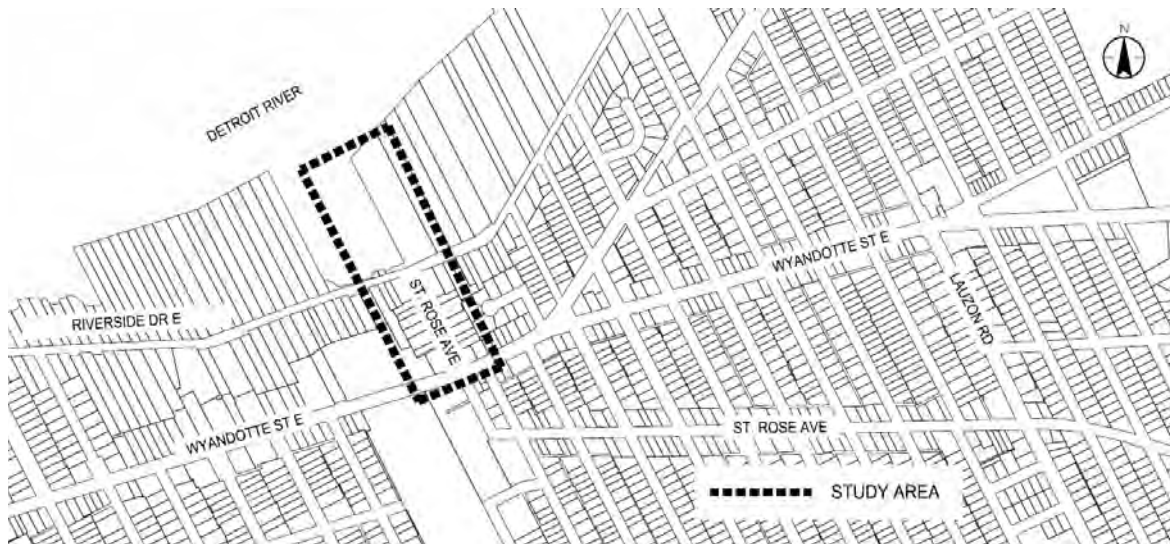 N
DETROIT RIVER
WYANDOTTE ST E
RIVERSIDE DR E
ST. ROSE AVE
LAUZON RD
WYANDOTTE ST E
ST. ROSE AVE
STUDY AREA